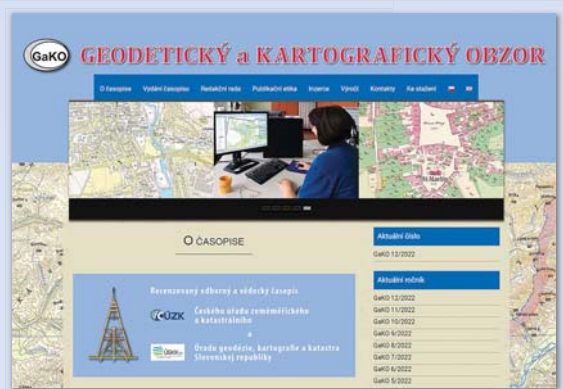 GaKO
GEODETICKÝ a KARTOGRAFICKÝ OBZOR
O časopise Vydání časopisu Redakční rada Publikační etika Inzerce Výročí Kontakty Ke stažení
O ČASOPISE
Recenzovaný odborný a vědecký časopis
ČÚZK
Českého úřadu zeměměřického
a katastrálního
a
Úradu geodézie, kartografie a katastra
Slovenskej republiky
Aktuální číslo
GaKO 12/2022
Aktuální ročník
GaKO 12/2022
GaKO 11/2022
GaKO 10/2022
GaKO 9/2022
GaKO 8/2022
GaKO 7/2022
GaKO 6/2022
GaKO 5/2022